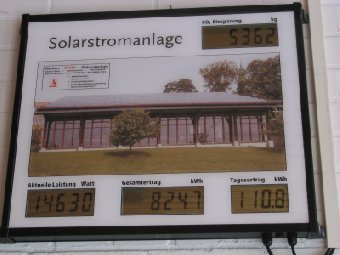 CO₂ Einsparung kg
5362
Solarstromanlage
Aktuelle Leistung Watt
14630
Gesamtertrag kWh
8247
Tagesertrag kWh
110.8